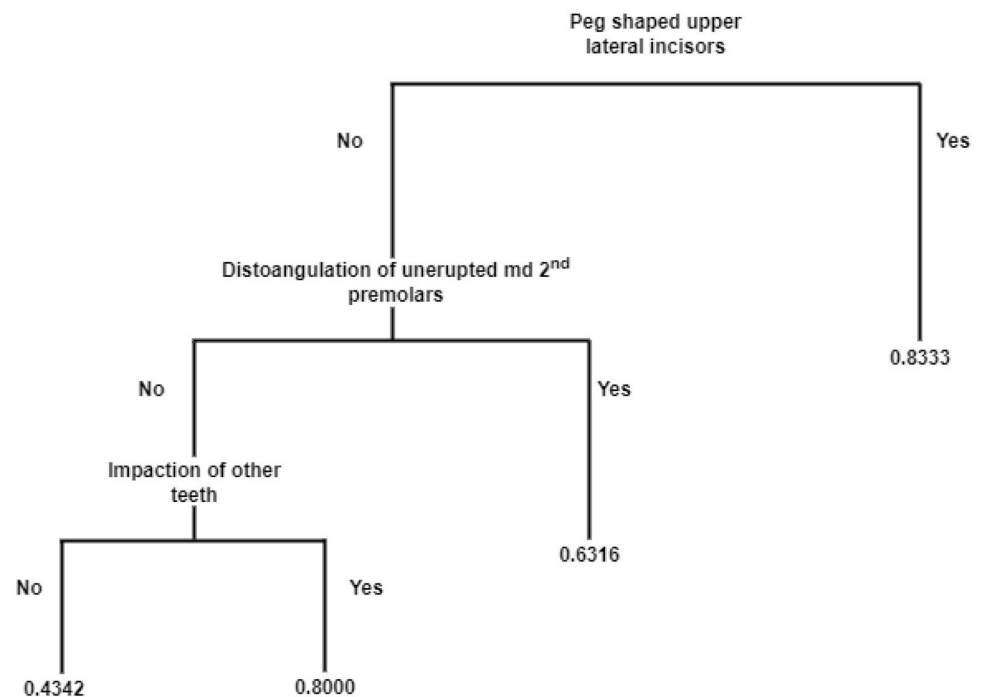 Peg shaped upper
lateral incisors
No
Yes
Distoangulation of unerupted md 2nd
premolars
0.8333
No
Yes
Impaction of other
teeth
0.6316
No
Yes
0.4342
0.8000